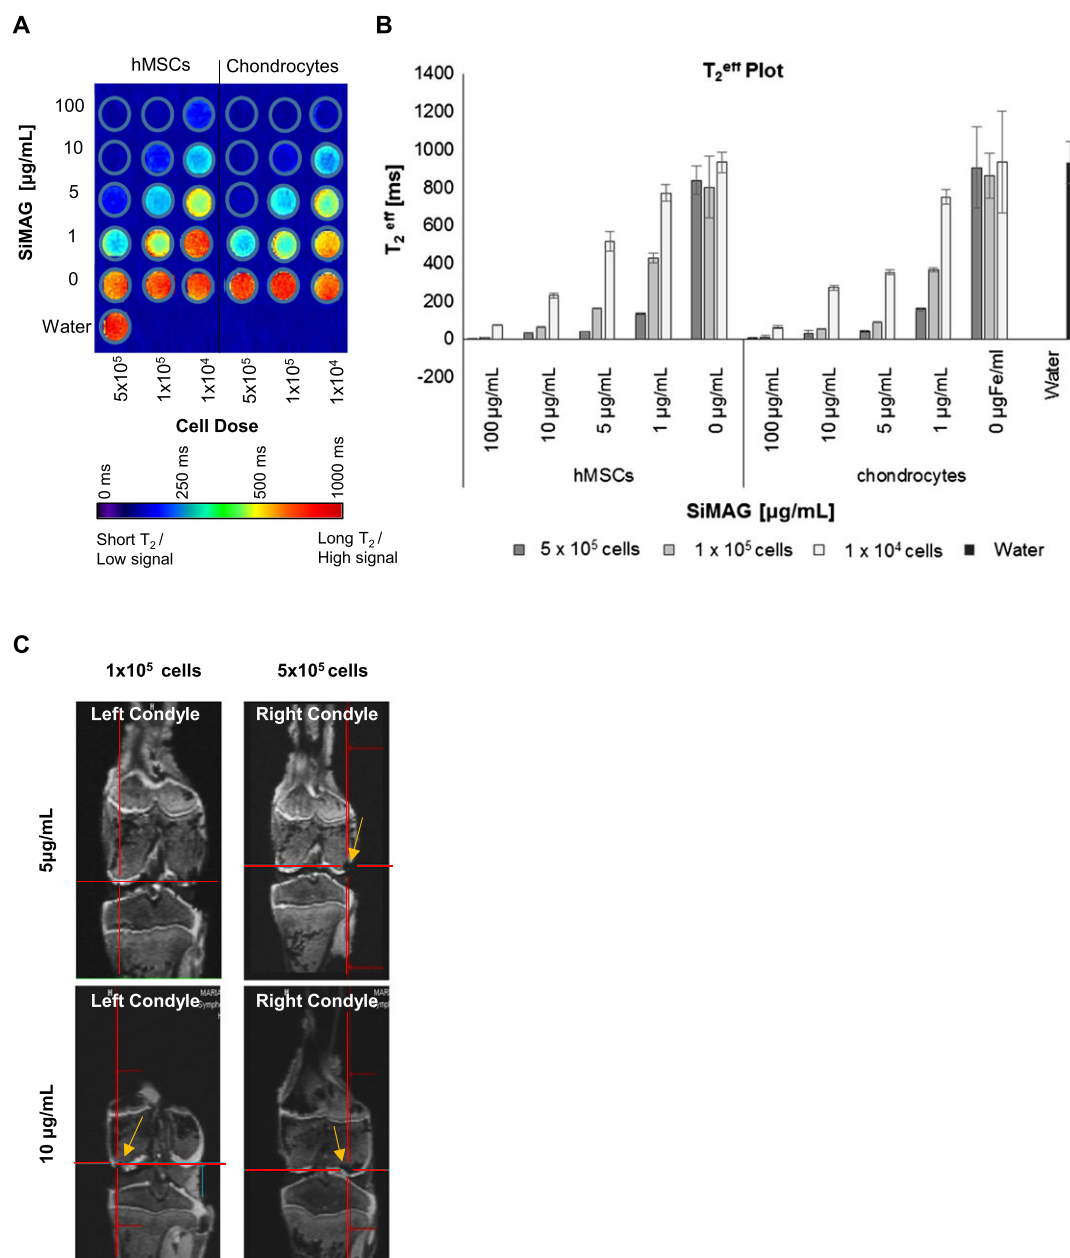 A
hMSCs Chondrocytes
SiMAG [µg/mL]
100
10
5
1
0
Water
5x10⁵ 1x10⁵ 1x10⁴ 5x10⁵ 1x10⁵ 1x10⁴
Cell Dose
0 ms 250 ms 500 ms 1000 ms
Short T₂ / Low signal
Long T₂ / High signal
B
T₂ᵉᶠᶠ Plot
T₂ ᵉᶠᶠ [ms]
1400
1200
1000
800
600
400
200
0
-200
100 µg/mL 10 µg/mL 5 µg/mL 1 µg/mL 0 µg/mL 100 µg/mL 10 µg/mL 5 µg/mL 1 µg/mL 0 µgFe/ml Water
hMSCs chondrocytes
SiMAG [µg/mL]
5 x 10⁵ cells 1 x 10⁵ cells 1 x 10⁴ cells Water
C
1x10⁵ cells 5x10⁵ cells
5µg/mL
Left Condyle Right Condyle
10 µg/mL
H MARIA H MARIA
Left Condyle Right Condyle